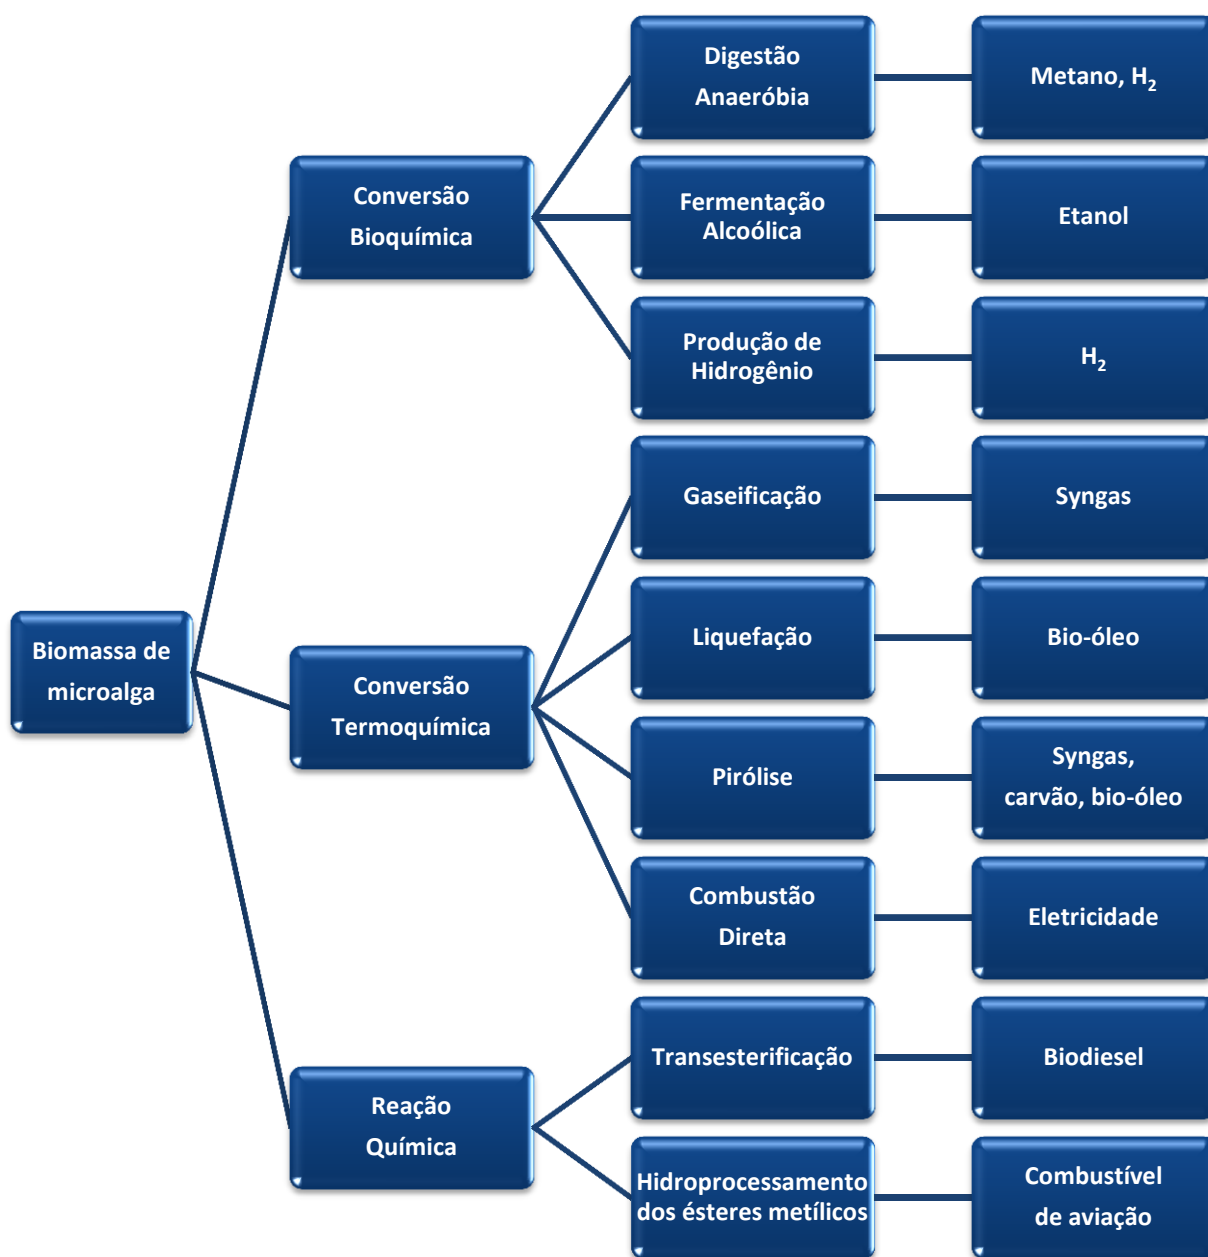 Digestão
Anaeróbia
Metano, H₂
Conversão
Bioquímica
Fermentação
Alcoólica
Etanol
Produção de
Hidrogênio
H₂
Gaseificação
Syngas
Biomassa de
microalga
Liquefação
Bio-óleo
Conversão
Termoquímica
Pirólise
Syngas,
carvão, bio-óleo
Combustão
Direta
Eletricidade
Transesterificação
Biodiesel
Reação
Química
Hidroprocessamento
dos ésteres metílicos
Combustível
de aviação